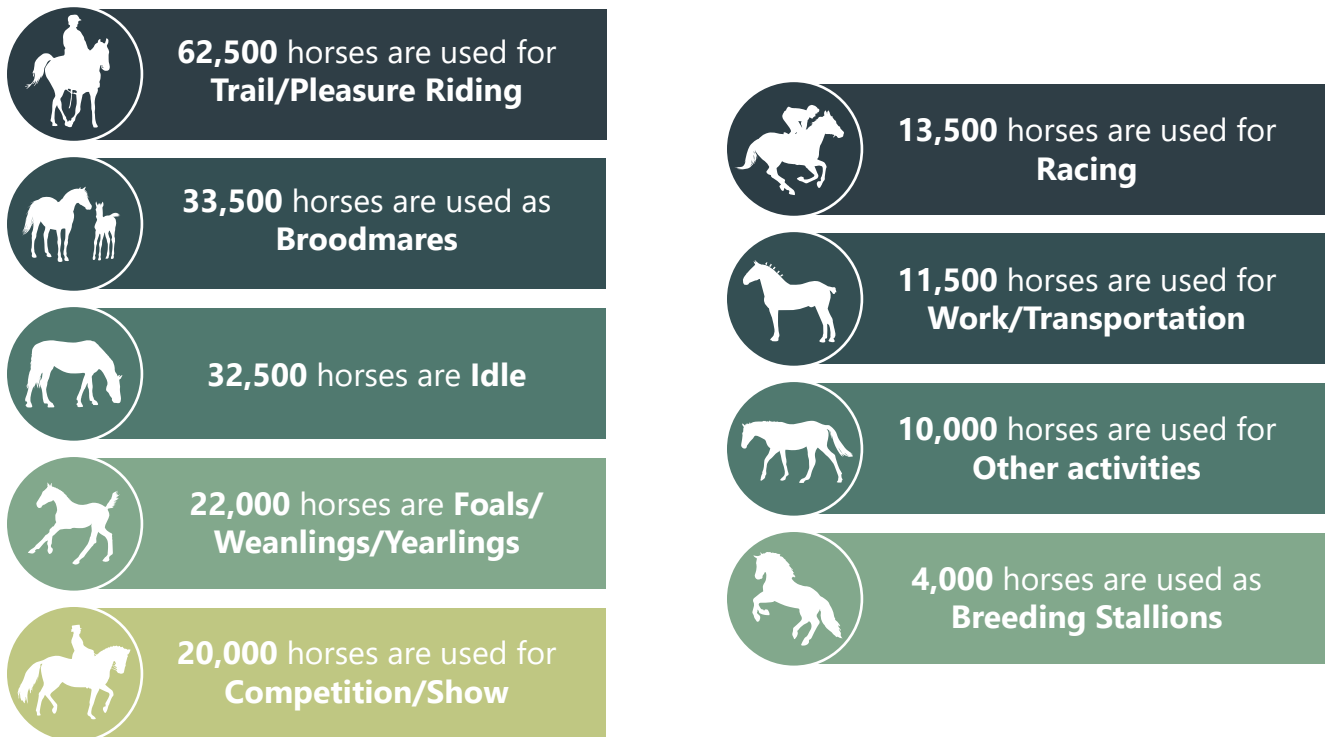 62,500 horses are used for
Trail/Pleasure Riding
33,500 horses are used as
Broodmares
32,500 horses are Idle
22,000 horses are Foals/
Weanlings/Yearlings
20,000 horses are used for
Competition/Show
13,500 horses are used for
Racing
11,500 horses are used for
Work/Transportation
10,000 horses are used for
Other activities
4,000 horses are used as
Breeding Stallions